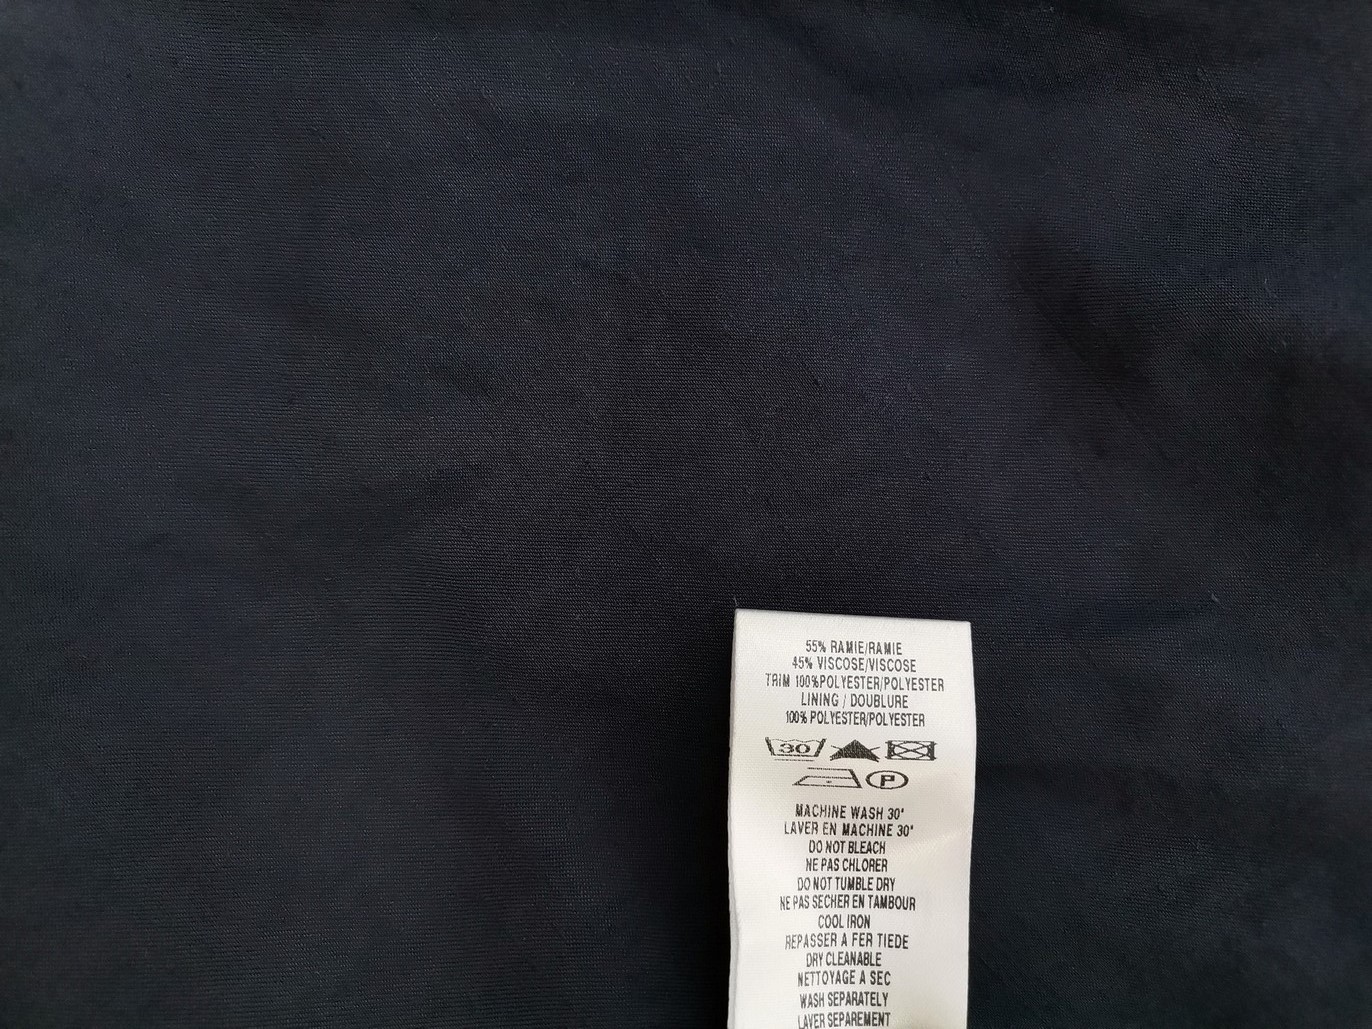 55% RAMIE/RAMIE
45% VISCOSE/VISCOSE
TRIM 100%POLYESTER/POLYESTER
LINING / DOUBLURE
100% POLYESTER/POLYESTER
30
P
MACHINE WASH 30°
LAVER EN MACHINE 30°
DO NOT BLEACH
NE PAS CHLORER
DO NOT TUMBLE DRY
NE PAS SECHER EN TAMBOUR
COOL IRON
REPASSER A FER TIEDE
DRY CLEANABLE
NETTOYAGE A SEC
WASH SEPARATELY
LAVER SEPAREMENT